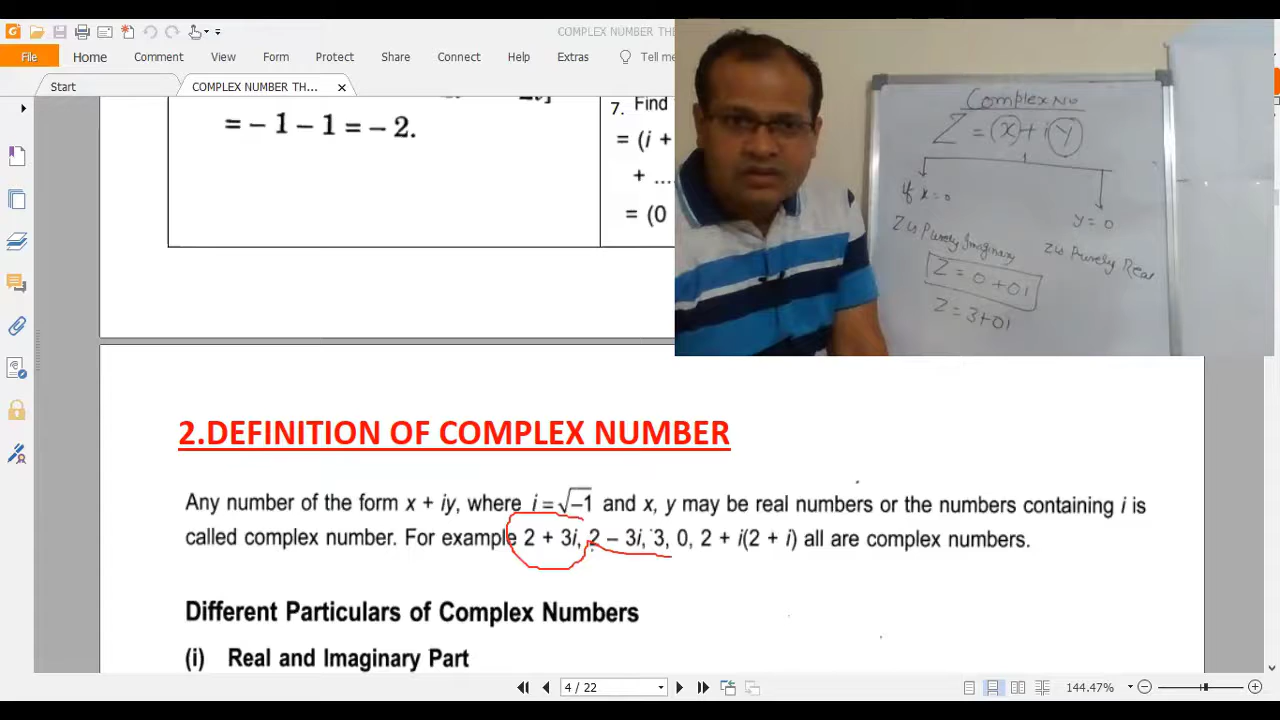 COMPLEX NUMBER THE
File Home Comment View Form Protect Share Connect Help Extras Tell me
Start COMPLEX NUMBER TH... ×
= – 1 – 1 = – 2.
7. Find
= (i +
+ ....
= (0
Complex No
Z = (x) + i(y)
If x = 0
y = 0
Z is Purely Imaginary
Z is Purely Real
Z = 0 + 0i
Z = 3 + 0i
2.DEFINITION OF COMPLEX NUMBER
Any number of the form x + iy, where i = √–1 and x, y may be real numbers or the numbers containing i is
called complex number. For example 2 + 3i, 2 – 3i, 3, 0, 2 + i(2 + i) all are complex numbers.
Different Particulars of Complex Numbers
(i) Real and Imaginary Part
4 / 22 144.47%